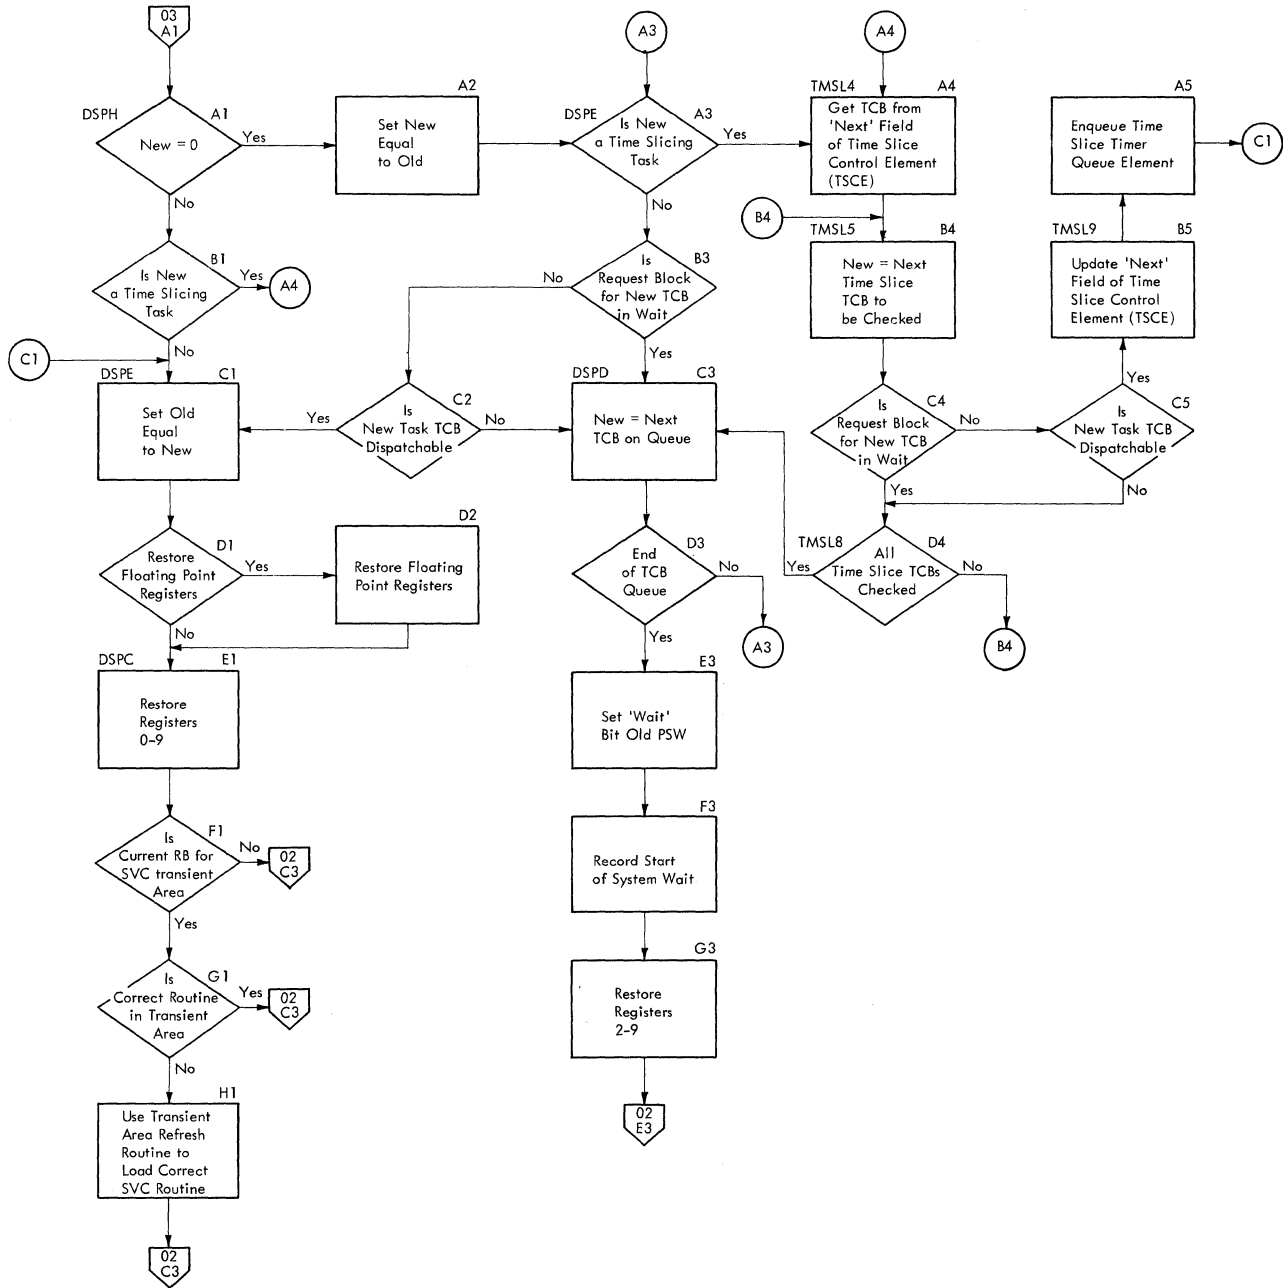 03
A1
A3
A4
DSPH
A1
New = 0
Yes
No
A2
Set New
Equal
to Old
DSPE
A3
Is New
a Time Slicing
Task
Yes
No
TMSL4
A4
Get TCB from
'Next' Field
of Time Slice
Control Element
(TSCE)
A5
Enqueue Time
Slice Timer
Queue Element
C1
B1
Is New
a Time Slicing
Task
Yes
A4
No
B3
Is
Request Block
for New TCB
in Wait
No
Yes
B4
TMSL5
B4
New = Next
Time Slice
TCB to
be Checked
TMSL9
B5
Update 'Next'
Field of Time
Slice Control
Element (TSCE)
C1
DSPE
C1
Set Old
Equal
to New
C2
Is
New Task TCB
Dispatchable
Yes
No
DSPD
C3
New = Next
TCB on Queue
C4
Is
Request Block
for New TCB
in Wait
No
Yes
Yes
C5
Is
New Task TCB
Dispatchable
No
D1
Restore
Floating Point
Registers
Yes
No
D2
Restore Floating
Point Registers
D3
End
of TCB
Queue
No
Yes
A3
TMSL8
D4
All
Time Slice TCBs
Checked
Yes
No
B4
DSPC
E1
Restore
Registers
0-9
E3
Set 'Wait'
Bit Old PSW
F1
Is
Current RB for
SVC transient
Area
No
02
C3
Yes
F3
Record Start
of System Wait
G1
Is
Correct Routine
in Transient
Area
Yes
02
C3
No
G3
Restore
Registers
2-9
02
E3
H1
Use Transient
Area Refresh
Routine to
Load Correct
SVC Routine
02
C3